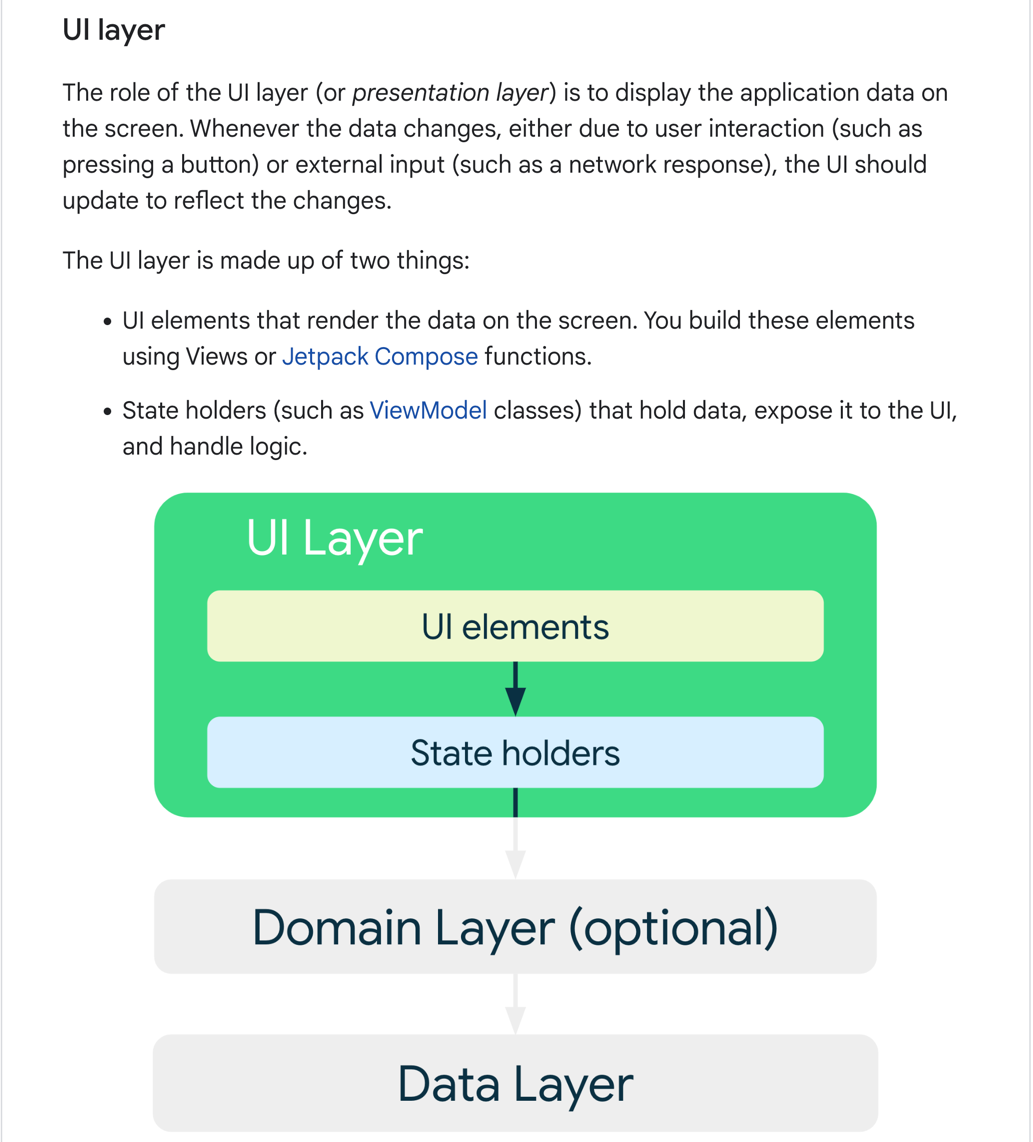 UI layer
The role of the UI layer (or presentation layer) is to display the application data on
the screen. Whenever the data changes, either due to user interaction (such as
pressing a button) or external input (such as a network response), the UI should
update to reflect the changes.
The UI layer is made up of two things:
• UI elements that render the data on the screen. You build these elements
using Views or Jetpack Compose functions.
• State holders (such as ViewModel classes) that hold data, expose it to the UI,
and handle logic.
UI Layer
UI elements
State holders
Domain Layer (optional)
Data Layer